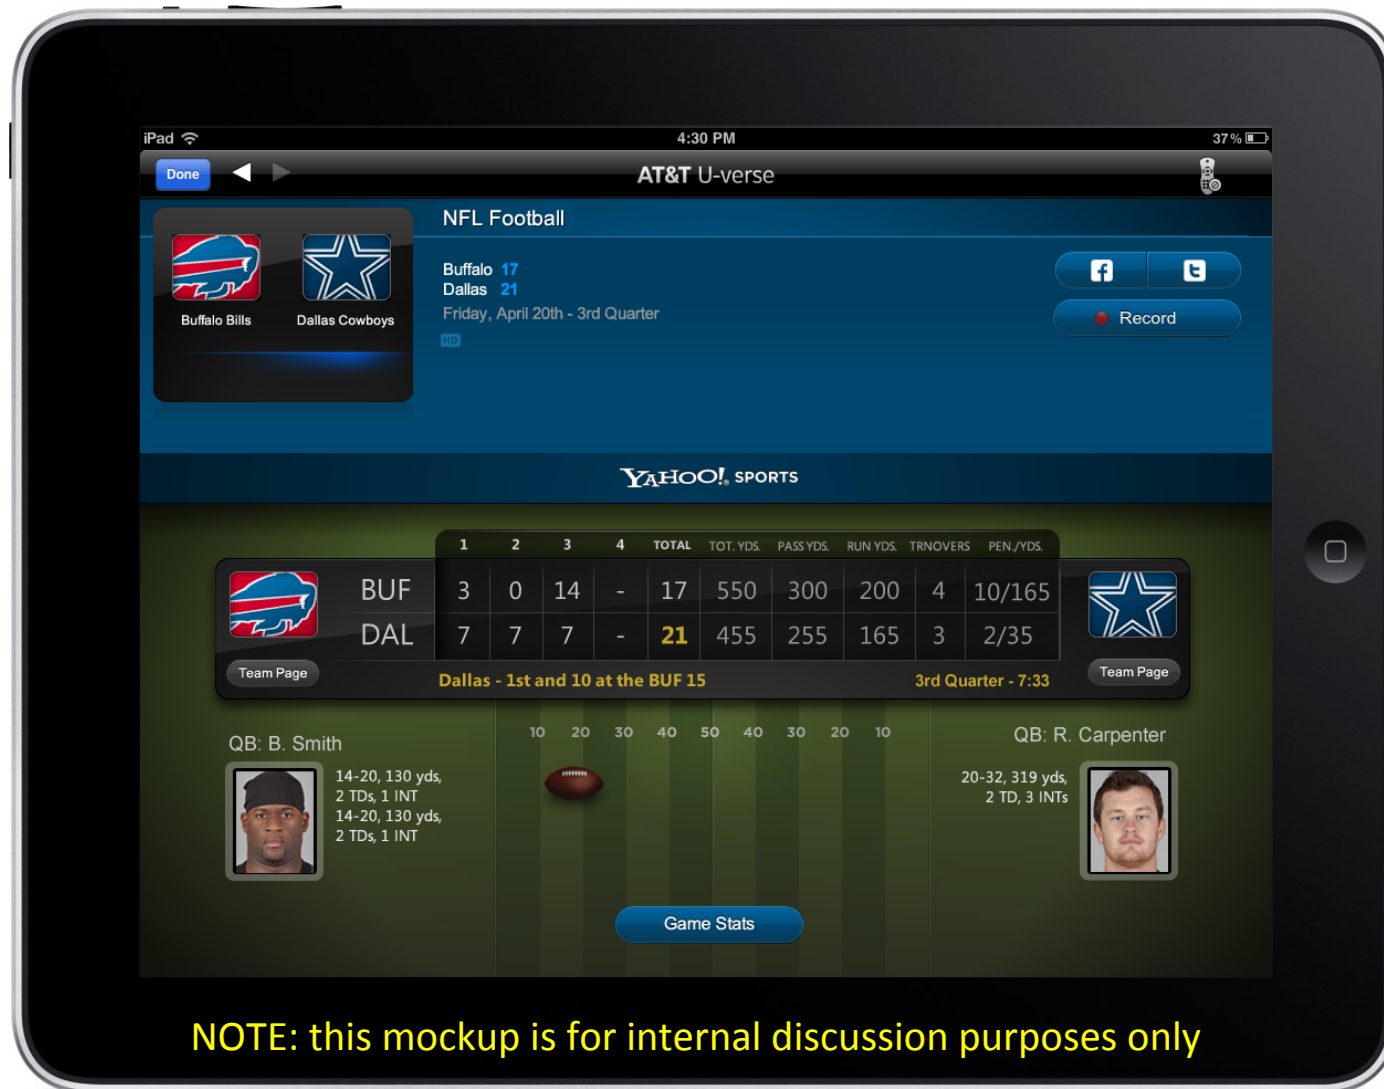 iPad 4:30 PM 37%
Done AT&T U-verse
NFL Football
Buffalo 17
Dallas 21
Friday, April 20th - 3rd Quarter
HD
Buffalo Bills Dallas Cowboys
Record
YAHOO!® SPORTS
1 2 3 4 TOTAL TOT. YDS. PASS YDS. RUN YDS. TRNOVERS PEN./YDS.
BUF 3 0 14 - 17 550 300 200 4 10/165
DAL 7 7 7 - 21 455 255 165 3 2/35
Team Page Dallas - 1st and 10 at the BUF 15 3rd Quarter - 7:33 Team Page
10 20 30 40 50 40 30 20 10
QB: B. Smith
14-20, 130 yds,
2 TDs, 1 INT
14-20, 130 yds,
2 TDs, 1 INT
QB: R. Carpenter
20-32, 319 yds,
2 TD, 3 INTs
Game Stats
NOTE: this mockup is for internal discussion purposes only